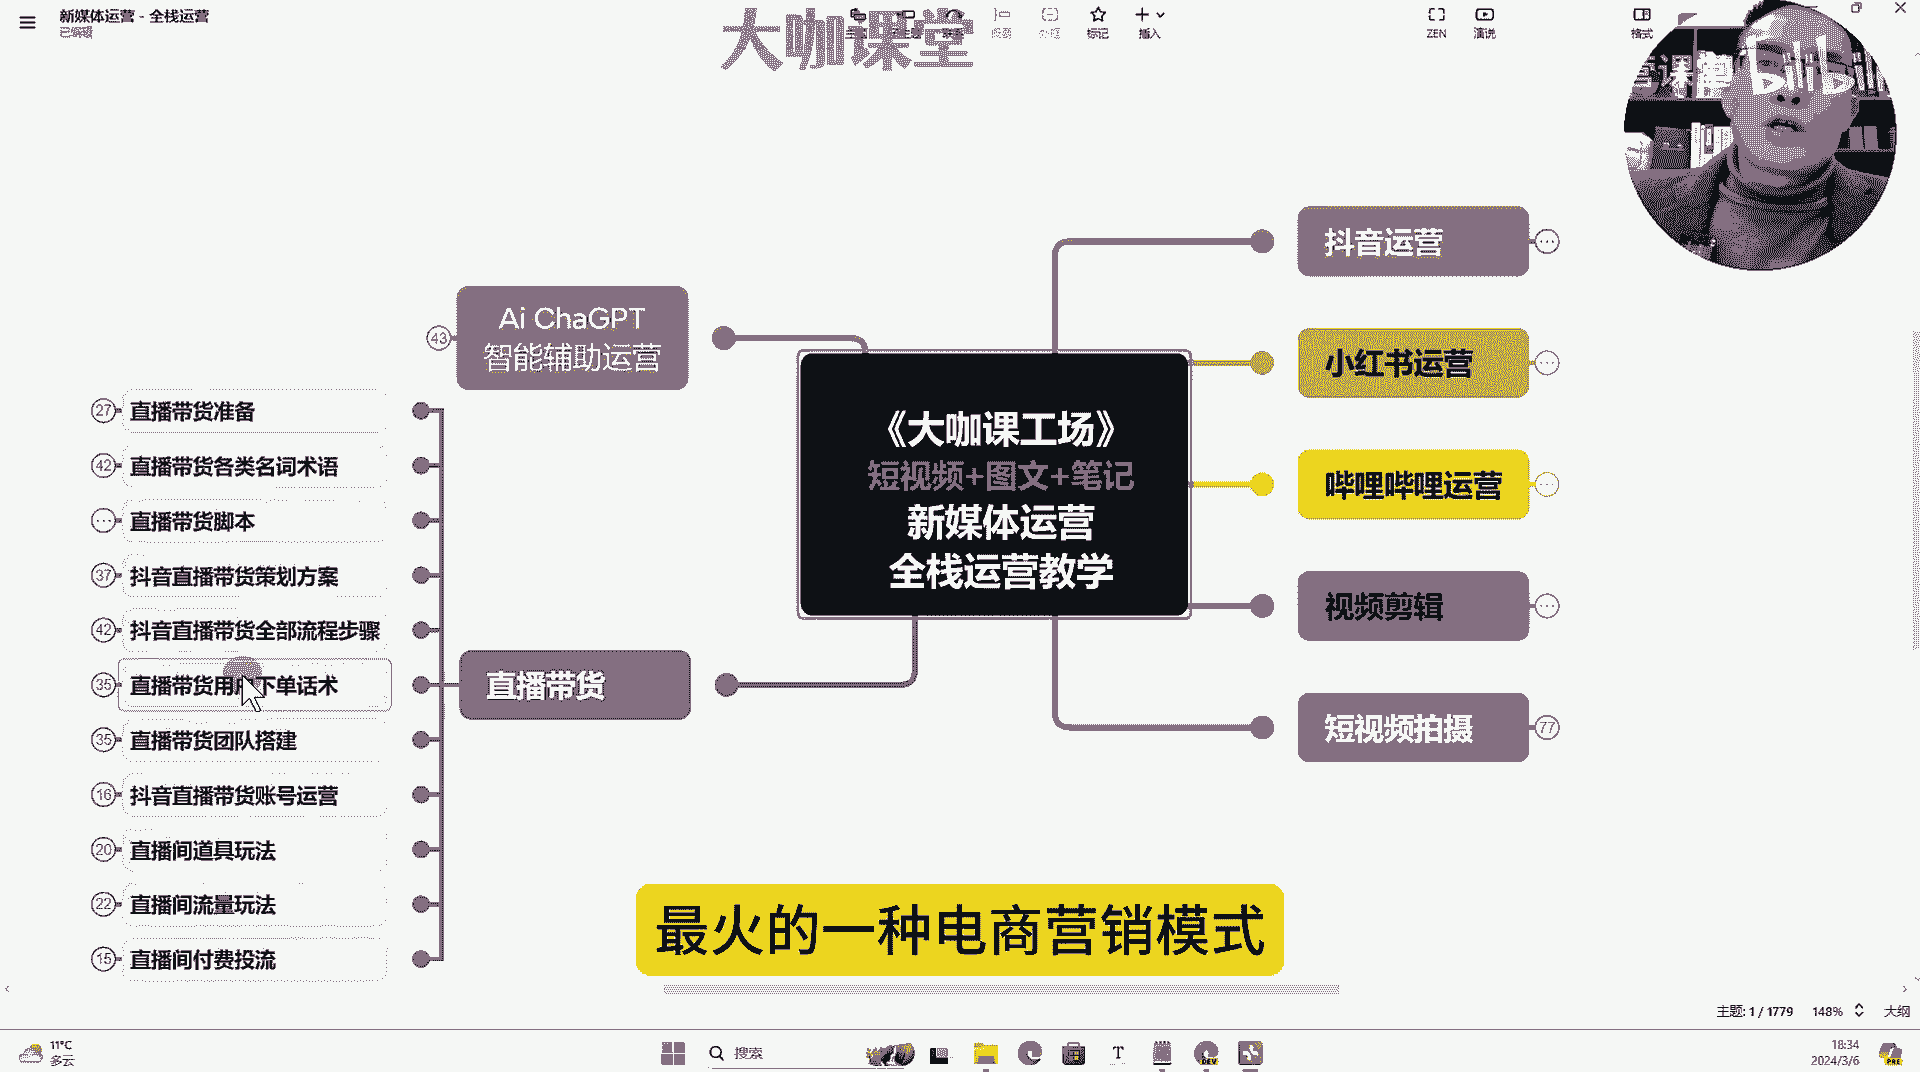 新媒体运营 - 全栈运营
已编辑
大咖课堂
标记
插入
ZEN
演说
格式
bilibili
抖音运营
Ai ChaGPT
智能辅助运营
43
小红书运营
《大咖课工场》
短视频+图文+笔记
新媒体运营
全栈运营教学
哔哩哔哩运营
视频剪辑
短视频拍摄
77
直播带货
27
直播带货准备
42
直播带货各类名词术语
直播带货脚本
37
抖音直播带货策划方案
42
抖音直播带货全部流程步骤
35
直播带货用户下单话术
35
直播带货团队搭建
16
抖音直播带货账号运营
20
直播间道具玩法
22
直播间流量玩法
15
直播间付费投流
最火的一种电商营销模式
主题: 1 / 1779
148%
大纲
11°C
多云
搜索
18:34
2024/3/6
DEV
PRE